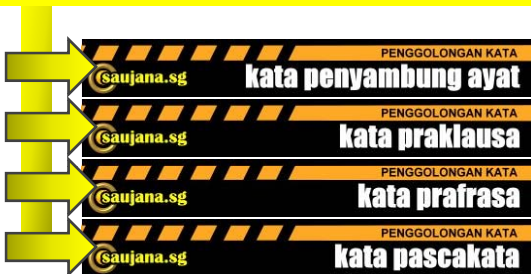 PENGGOLONGAN KATA
saujana.sg kata penyambung ayat
PENGGOLONGAN KATA
saujana.sg kata praklausa
PENGGOLONGAN KATA
saujana.sg kata prafrasa
PENGGOLONGAN KATA
saujana.sg kata pascakata